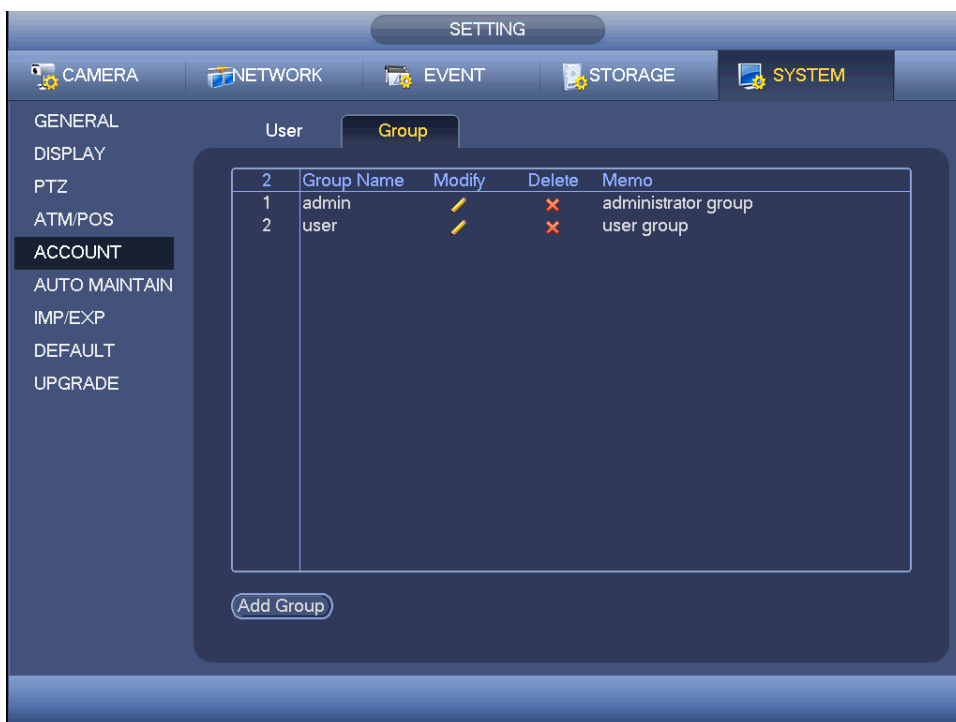 SETTING
CAMERA NETWORK EVENT STORAGE SYSTEM
GENERAL
DISPLAY
PTZ
ATM/POS
ACCOUNT
AUTO MAINTAIN
IMP/EXP
DEFAULT
UPGRADE
User Group
2 Group Name Modify Delete Memo
1 admin administrator group
2 user user group
Add Group